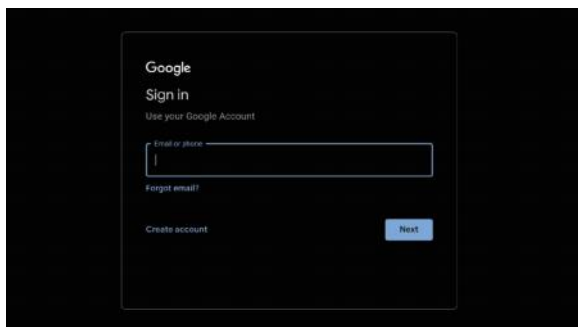 Google
Sign in
Use your Google Account
Email or phone
Forgot email?
Create account
Next